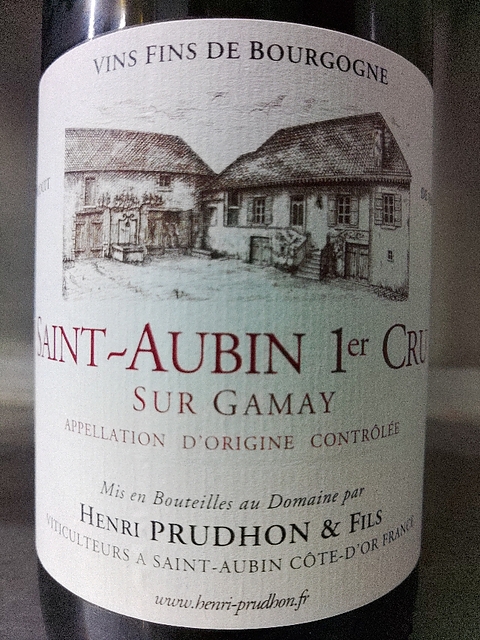 VINS FINS DE BOURGOGNE
SAINT~AUBIN 1er CRU
SUR GAMAY
APPELLATION D'ORIGINE CONTRÔLÉE
Mis en Bouteilles au Domaine par
HENRI PRUDHON & FILS
VITICULTEURS A SAINT-AUBIN CÔTE-D'OR FRANCE
www.henri-prudhon.fr